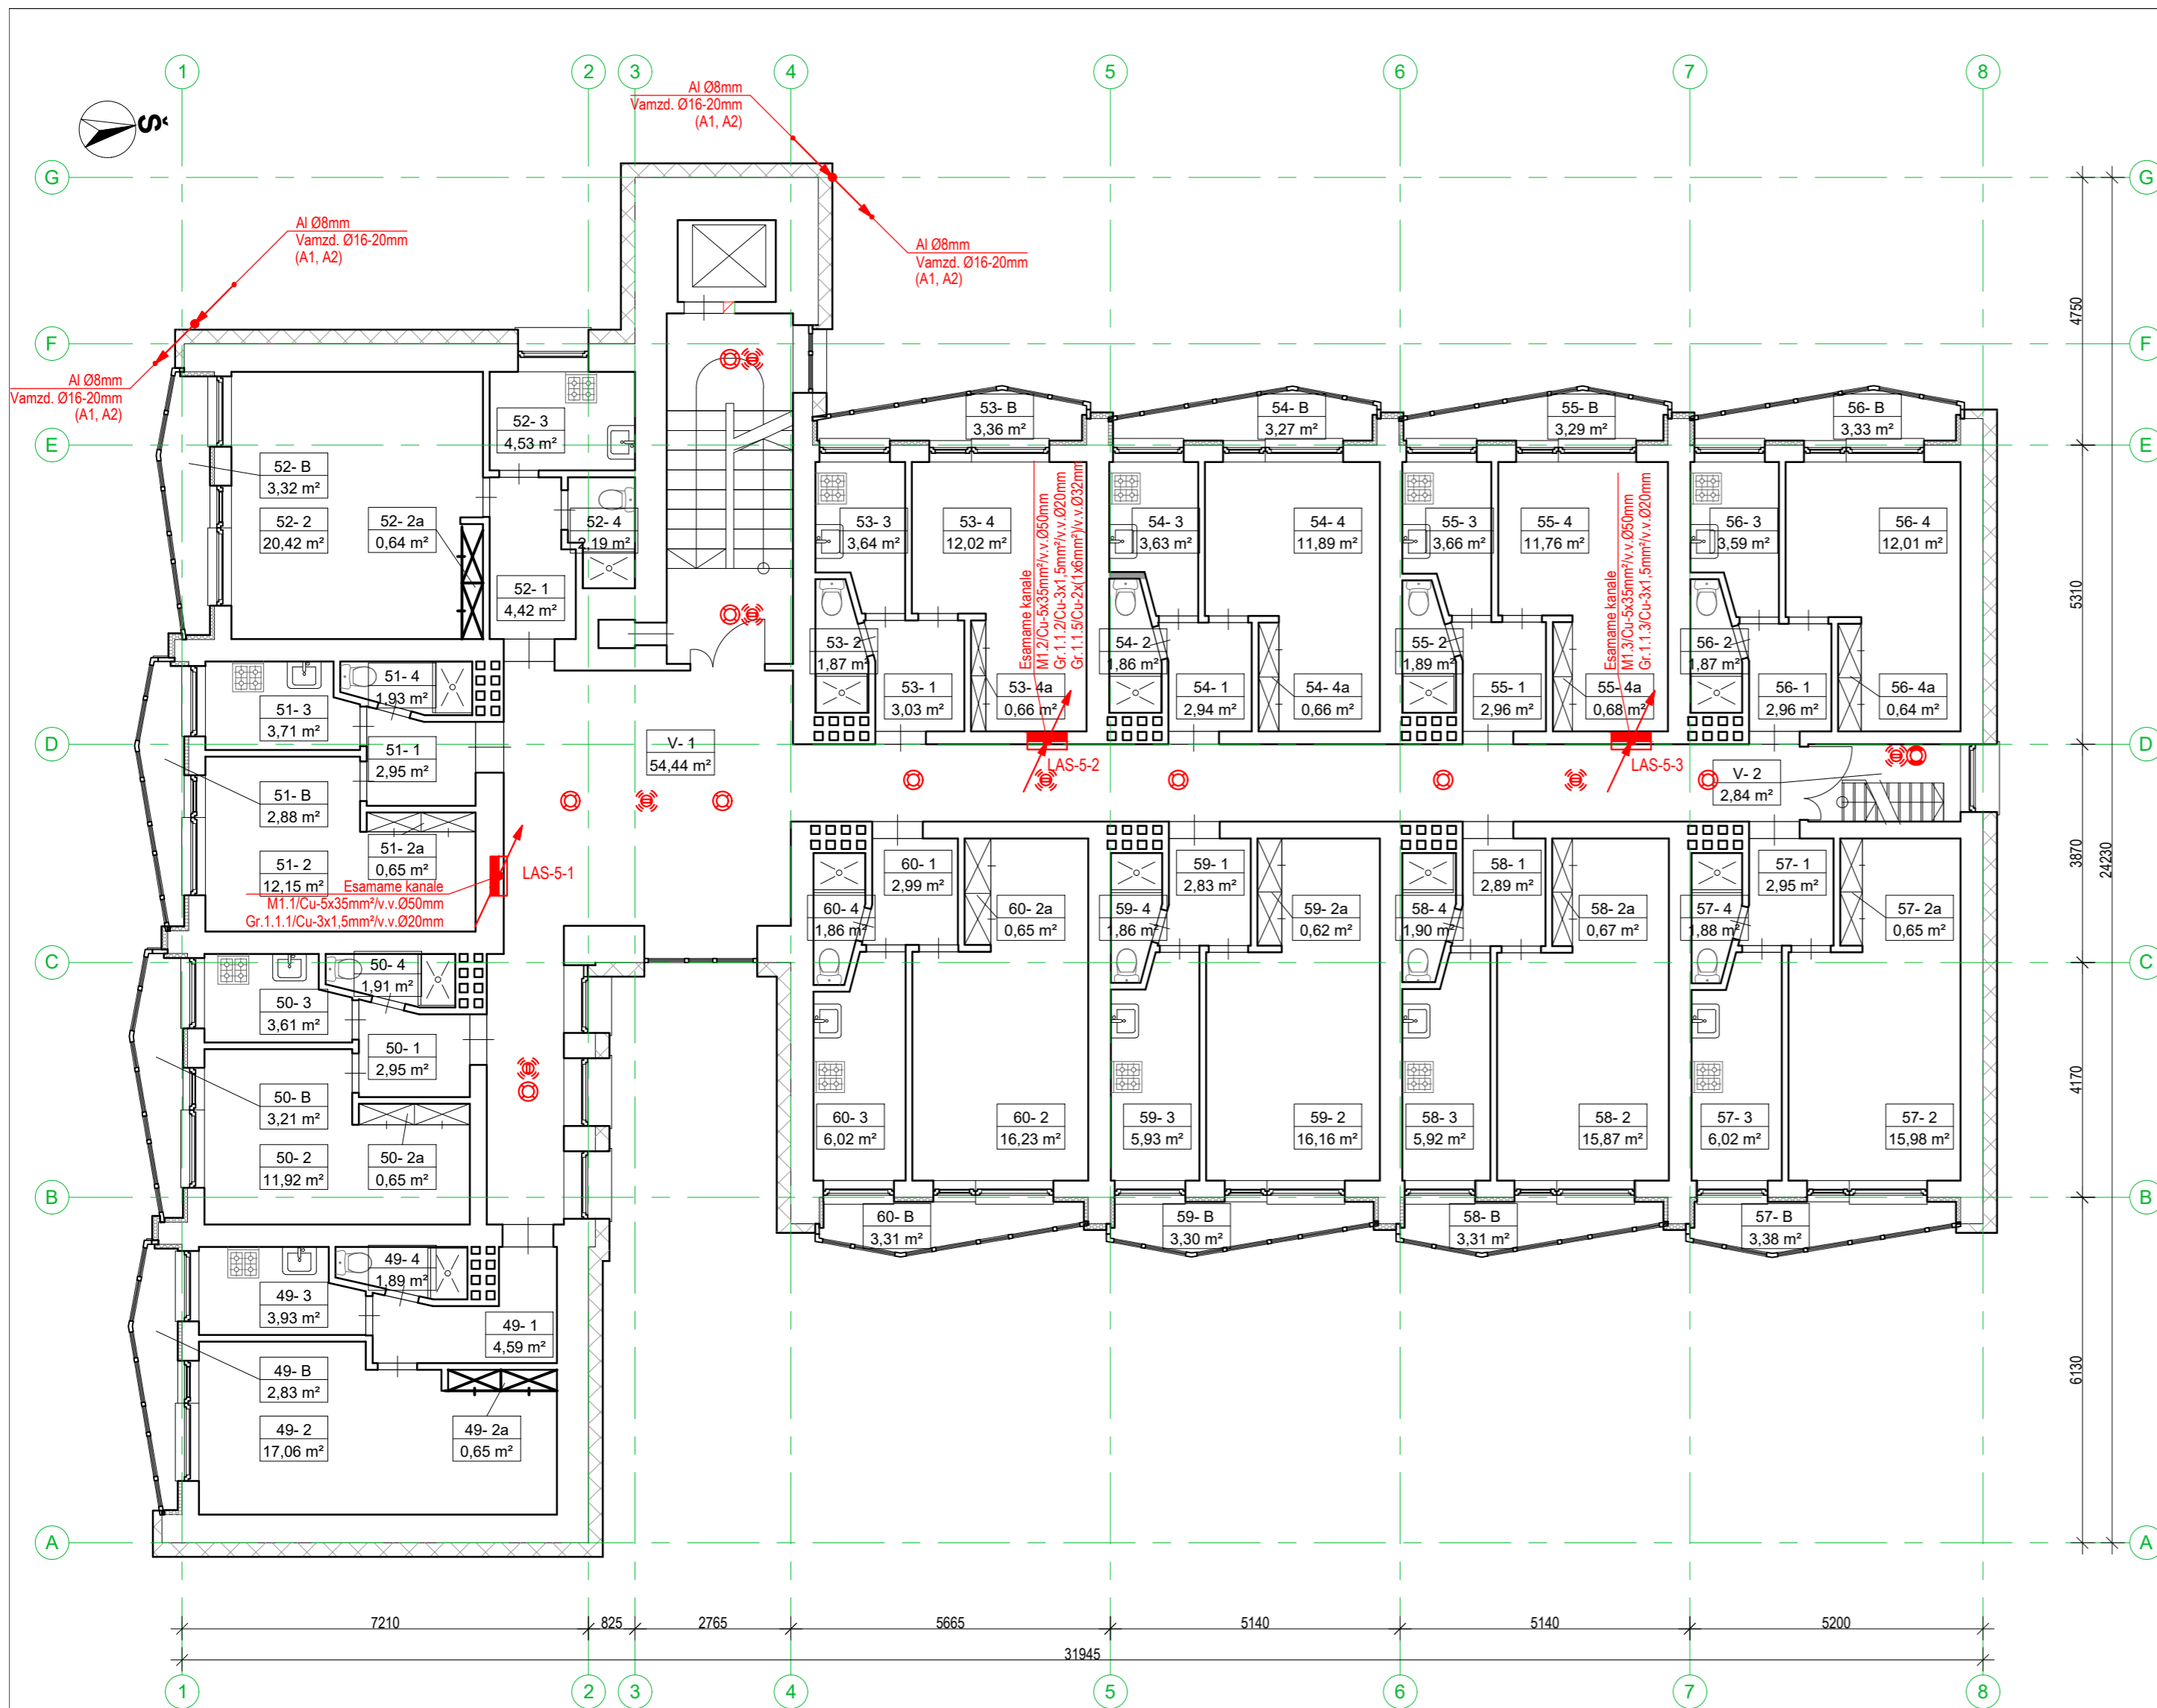 1
2
3
4
5
6
7
8
Š
Al Ø8mm
Vamzd. Ø16-20mm
(A1, A2)
G
G
Al Ø8mm
Vamzd. Ø16-20mm
(A1, A2)
Al Ø8mm
Vamzd. Ø16-20mm
(A1, A2)
F
F
Al Ø8mm
Vamzd. Ø16-20mm
(A1, A2)
4750
E
E
52- 3
4,53 m²
53- B
3,36 m²
54- B
3,27 m²
55- B
3,29 m²
56- B
3,33 m²
52- B
3,32 m²
52- 2
20,42 m²
52- 2a
0,64 m²
52- 4
2,19 m²
52- 1
4,42 m²
53- 3
3,64 m²
53- 4
12,02 m²
54- 3
3,63 m²
54- 4
11,89 m²
55- 3
3,66 m²
55- 4
11,76 m²
56- 3
3,59 m²
56- 4
12,01 m²
Esamame kanale
M1.2/Cu-5x35mm²/v.v.Ø50mm
Gr.1.1.2/Cu-3x1,5mm²/v.v.Ø20mm
Gr.1.1.5/Cu-2x(1x6mm²)/v.v.Ø32mm
Esamame kanale
M1.3/Cu-5x35mm²/v.v.Ø50mm
Gr.1.1.3/Cu-3x1,5mm²/v.v.Ø20mm
5310
24230
53- 2
1,87 m²
54- 2
1,86 m²
55- 2
1,89 m²
56- 2
1,87 m²
53- 1
3,03 m²
53- 4a
0,66 m²
54- 1
2,94 m²
54- 4a
0,66 m²
55- 1
2,96 m²
55- 4a
0,68 m²
56- 1
2,96 m²
56- 4a
0,64 m²
51- 4
1,93 m²
51- 3
3,71 m²
51- 1
2,95 m²
D
D
V- 1
54,44 m²
LAS-5-2
LAS-5-3
V- 2
2,84 m²
51- B
2,88 m²
51- 2
12,15 m²
51- 2a
0,65 m²
LAS-5-1
Esamame kanale
M1.1/Cu-5x35mm²/v.v.Ø50mm
Gr.1.1.1/Cu-3x1,5mm²/v.v.Ø20mm
3870
60- 1
2,99 m²
59- 1
2,83 m²
58- 1
2,89 m²
57- 1
2,95 m²
60- 4
1,86 m²
60- 2a
0,65 m²
59- 4
1,86 m²
59- 2a
0,62 m²
58- 4
1,90 m²
58- 2a
0,67 m²
57- 4
1,88 m²
57- 2a
0,65 m²
C
C
50- 4
1,91 m²
50- 3
3,61 m²
50- 1
2,95 m²
50- B
3,21 m²
50- 2
11,92 m²
50- 2a
0,65 m²
4170
60- 3
6,02 m²
60- 2
16,23 m²
59- 3
5,93 m²
59- 2
16,16 m²
58- 3
5,92 m²
58- 2
15,87 m²
57- 3
6,02 m²
57- 2
15,98 m²
B
B
60- B
3,31 m²
59- B
3,30 m²
58- B
3,31 m²
57- B
3,38 m²
49- 4
1,89 m²
49- 3
3,93 m²
49- 1
4,59 m²
49- B
2,83 m²
49- 2
17,06 m²
49- 2a
0,65 m²
6130
A
A
7210
825
2765
5665
5140
5140
5200
31945
1
2
3
4
5
6
7
8